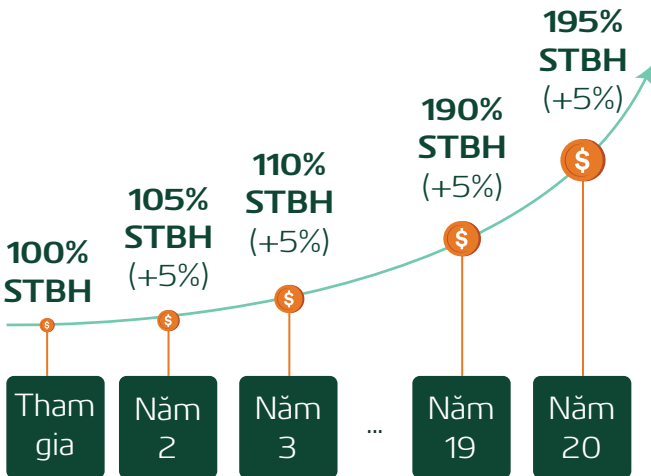 100%
STBH
105%
STBH
(+5%)
110%
STBH
(+5%)
190%
STBH
(+5%)
195%
STBH
(+5%)
$
$
$
$
$
Tham
gia
Năm
2
Năm
3
...
Năm
19
Năm
20